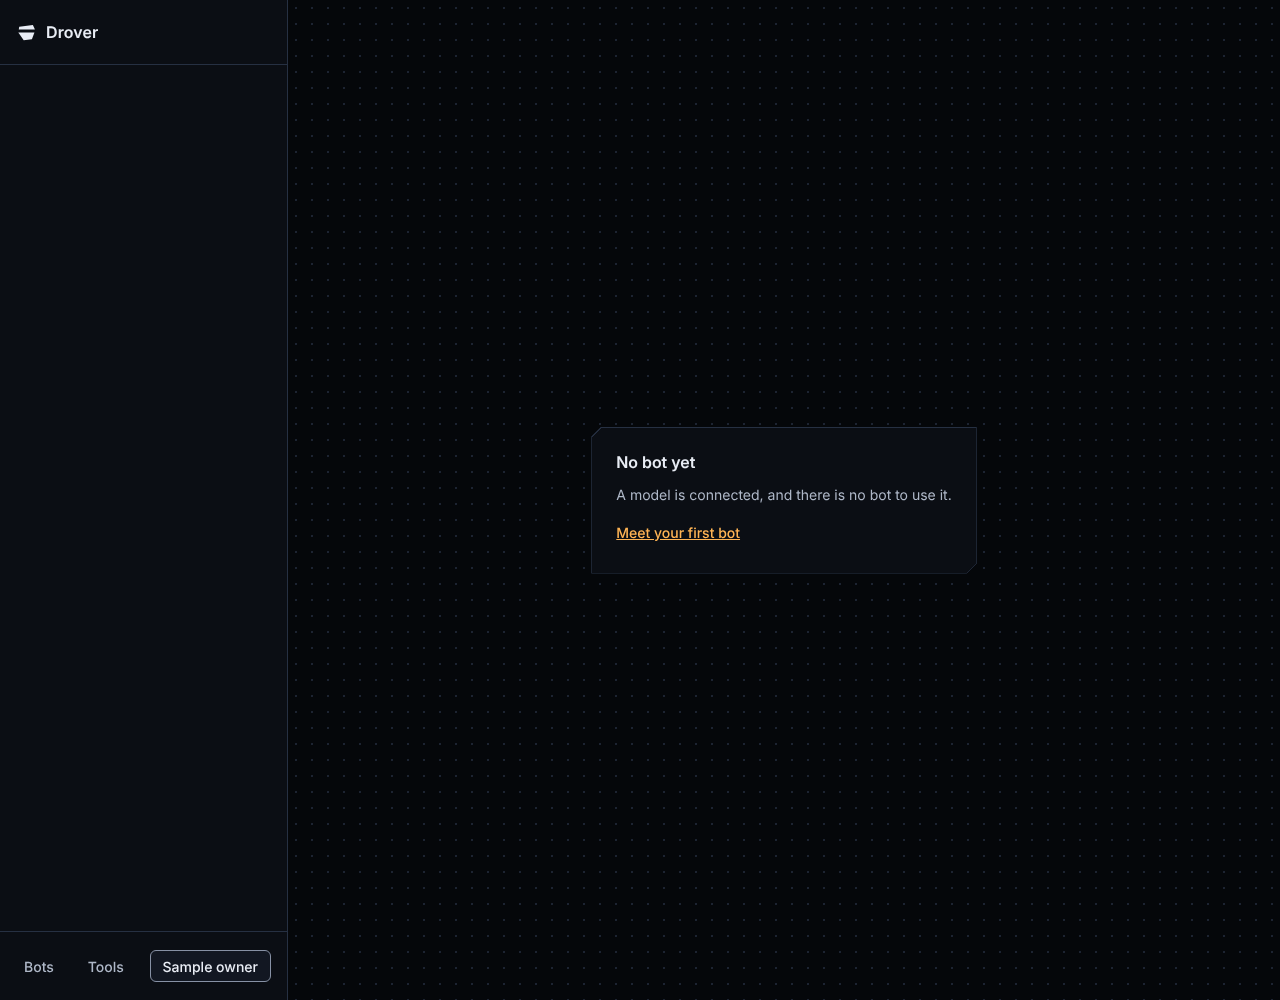 Drover
No bot yet
A model is connected, and there is no bot to use it.
Meet your first bot
Bots
Tools
Sample owner